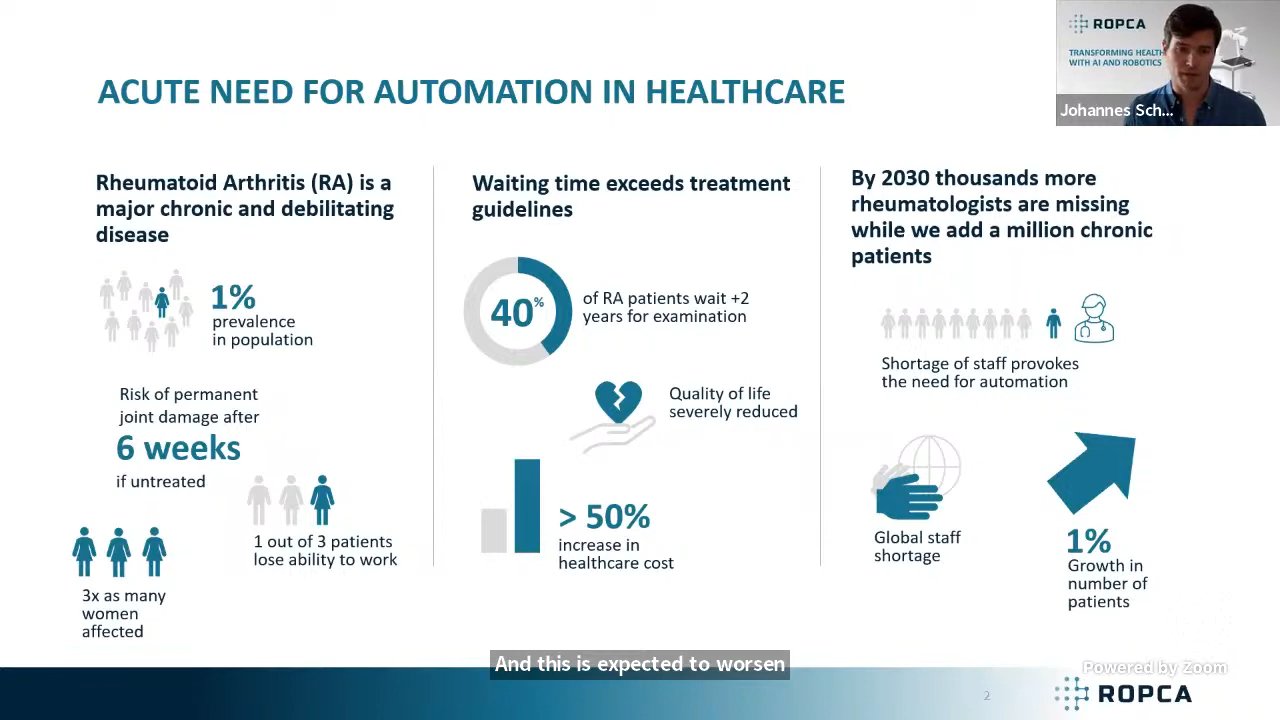 ROPCA
TRANSFORMING HEALTH
WITH AI AND ROBOTICS
Johannes Sch...
ACUTE NEED FOR AUTOMATION IN HEALTHCARE
Rheumatoid Arthritis (RA) is a
major chronic and debilitating
disease
1%
prevalence
in population
Risk of permanent
joint damage after
6 weeks
if untreated
1 out of 3 patients
lose ability to work
3x as many
women
affected
Waiting time exceeds treatment
guidelines
40%
of RA patients wait +2
years for examination
Quality of life
severely reduced
> 50%
increase in
healthcare cost
By 2030 thousands more
rheumatologists are missing
while we add a million chronic
patients
Shortage of staff provokes
the need for automation
Global staff
shortage
1%
Growth in
number of
patients
And this is expected to worsen
Powered by Zoom
2
ROPCA